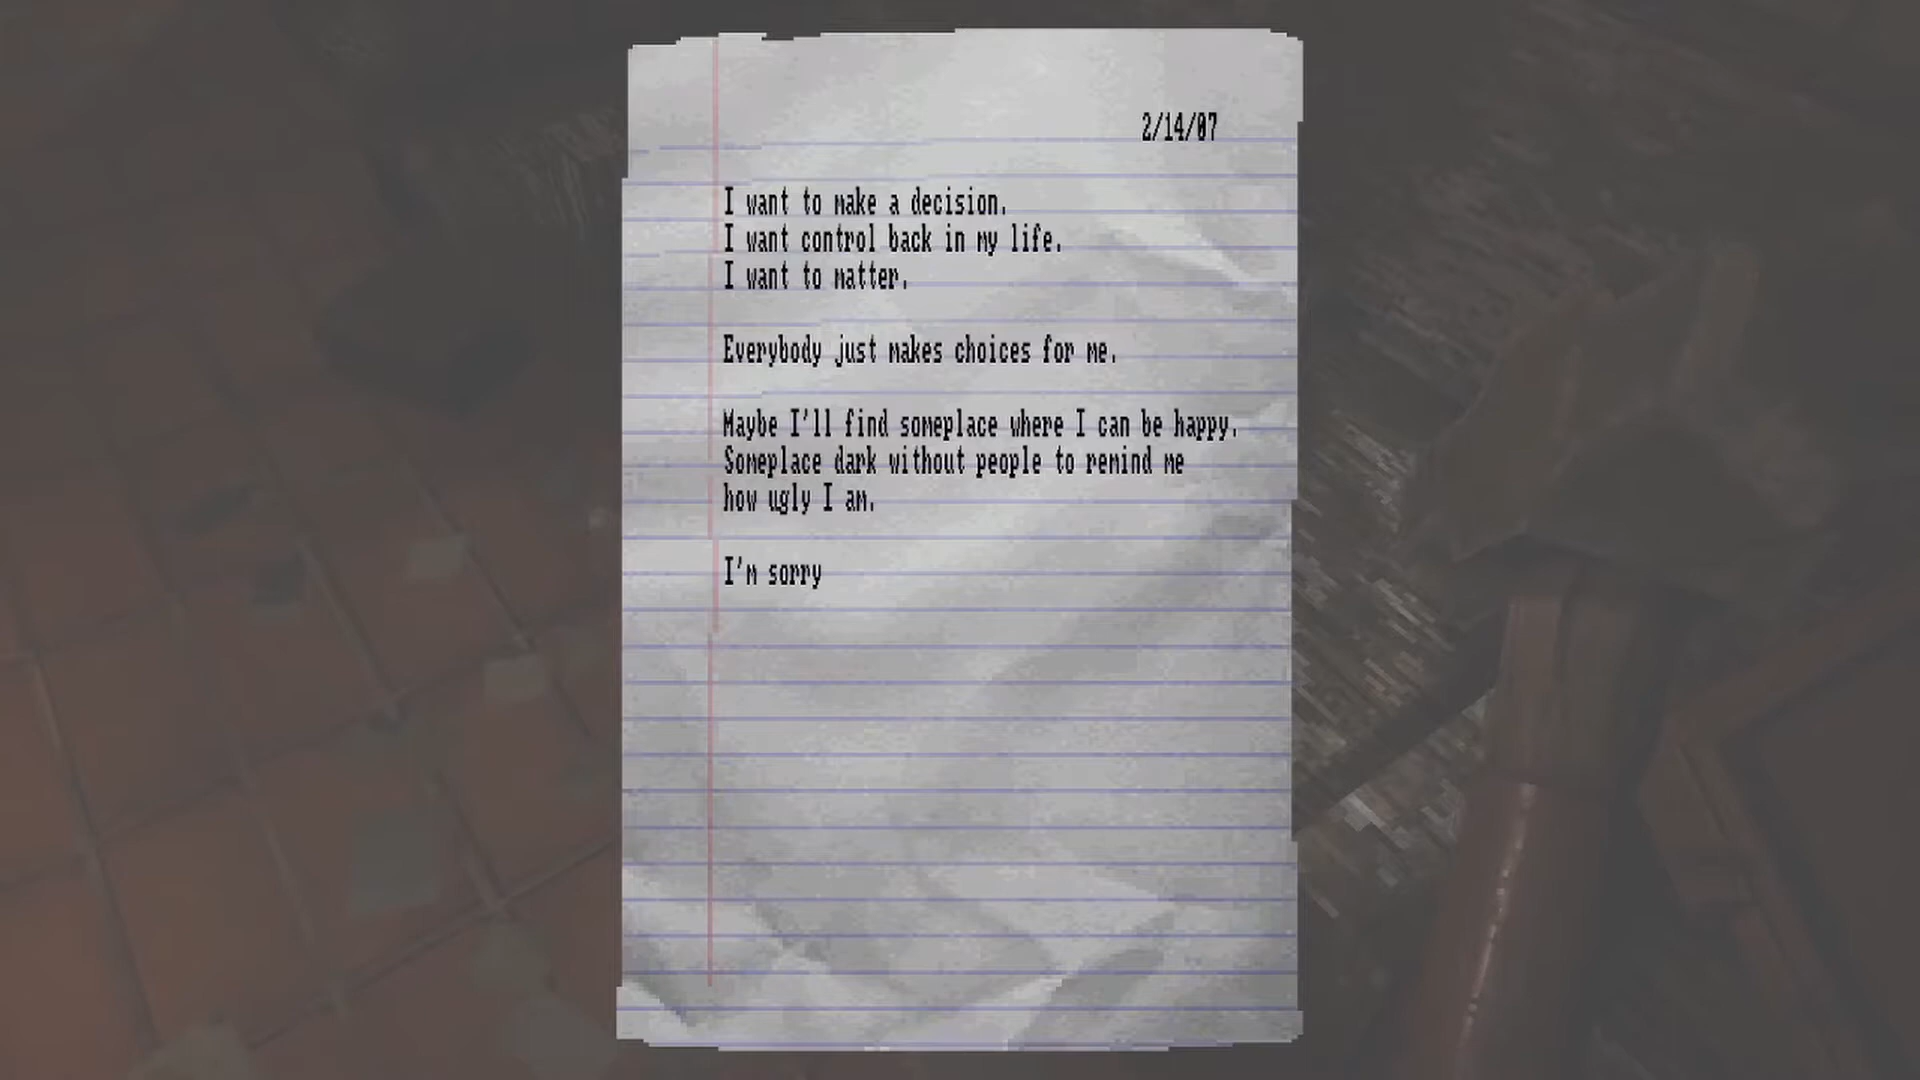 2/14/07
I want to make a decision.
I want control back in my life.
I want to matter.
Everybody just makes choices for me.
Maybe I'll find someplace where I can be happy.
Someplace dark without people to remind me
how ugly I am.
I'm sorry